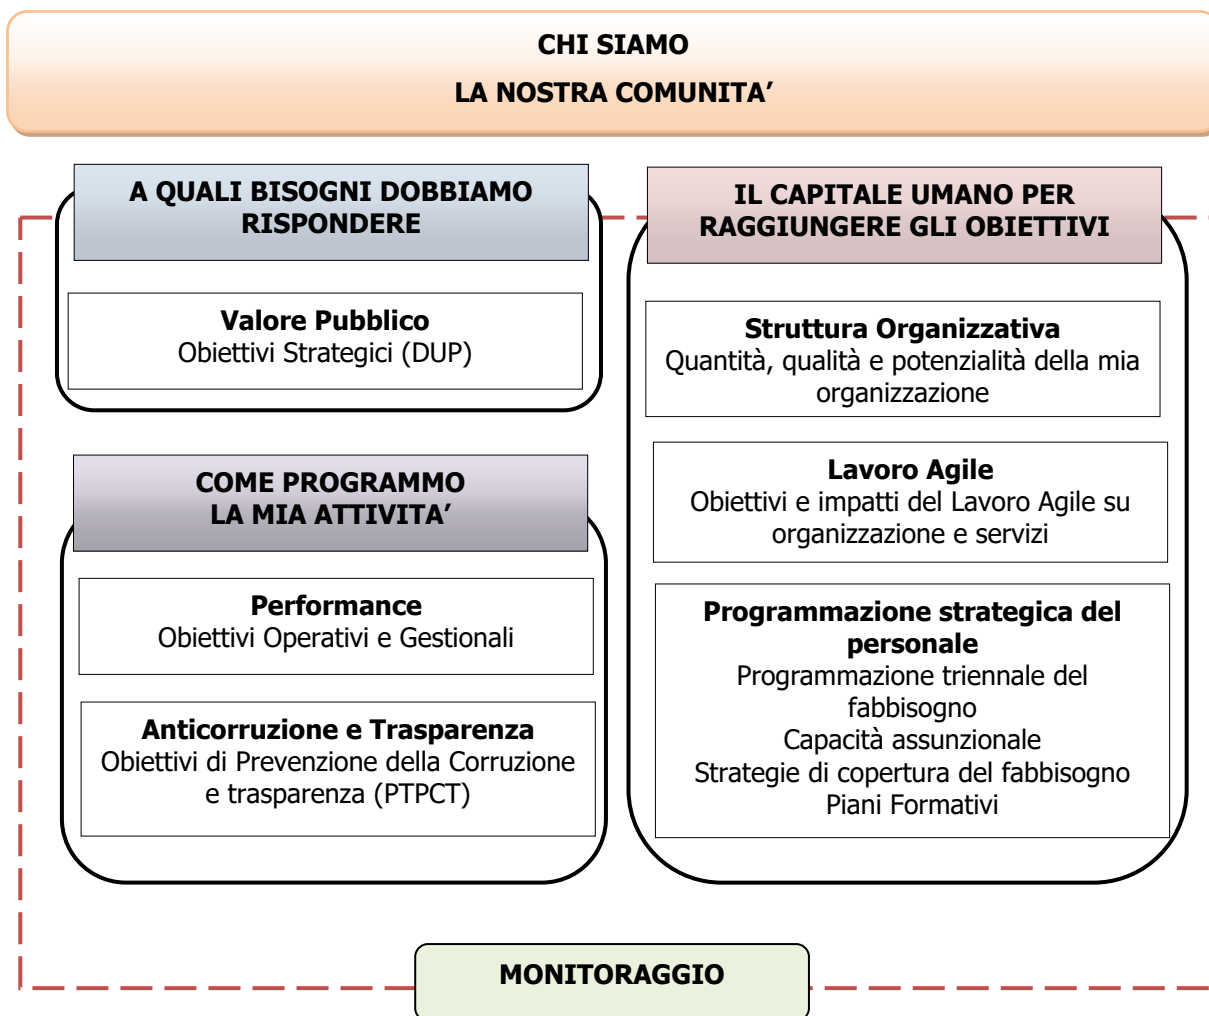 CHI SIAMO
LA NOSTRA COMUNITA’
A QUALI BISOGNI DOBBIAMO
RISPONDERE
Valore Pubblico
Obiettivi Strategici (DUP)
COME PROGRAMMO
LA MIA ATTIVITA’
Performance
Obiettivi Operativi e Gestionali
Anticorruzione e Trasparenza
Obiettivi di Prevenzione della Corruzione
e trasparenza (PTPCT)
IL CAPITALE UMANO PER
RAGGIUNGERE GLI OBIETTIVI
Struttura Organizzativa
Quantità, qualità e potenzialità della mia
organizzazione
Lavoro Agile
Obiettivi e impatti del Lavoro Agile su
organizzazione e servizi
Programmazione strategica del
personale
Programmazione triennale del
fabbisogno
Capacità assunzionale
Strategie di copertura del fabbisogno
Piani Formativi
MONITORAGGIO